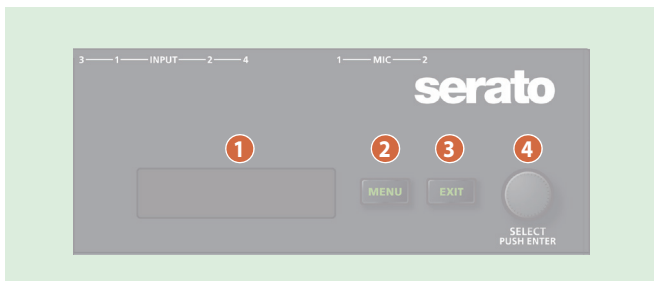 3 1 INPUT 2 4 1 MIC 2
serato
1 2 3 4
MENU EXIT
SELECT
PUSH ENTER